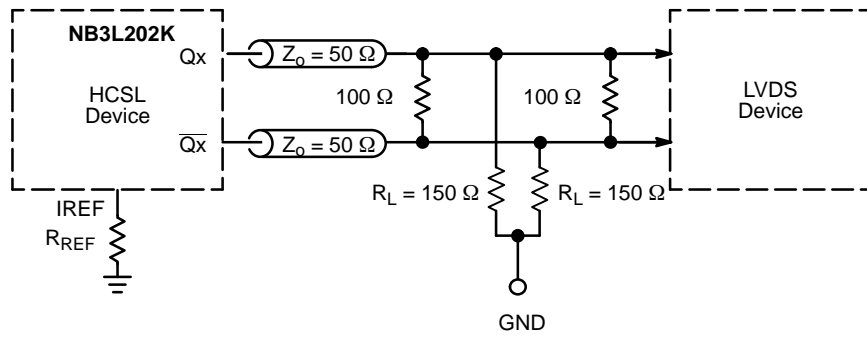 NB3L202K
Qx
Zo = 50 Ω
HCSL
Device
100 Ω
100 Ω
LVDS
Device
Qx
Zo = 50 Ω
RL = 150 Ω
RL = 150 Ω
IREF
RREF
GND